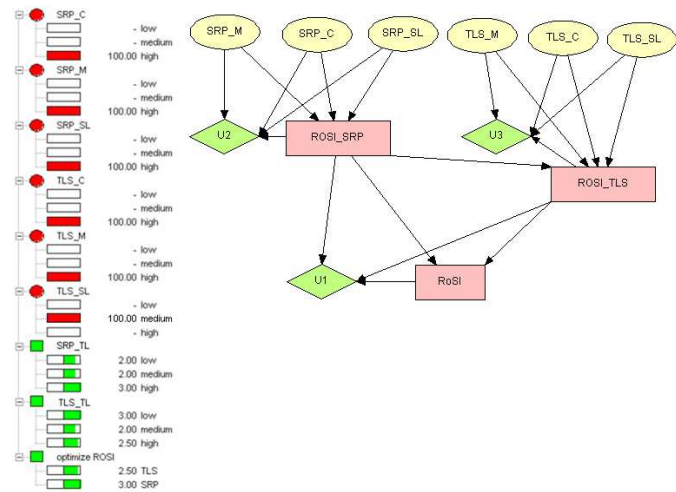 SRP_C
- low
- medium
100.00 high
SRP_M
- low
- medium
100.00 high
SRP_SL
- low
- medium
100.00 high
TLS_C
- low
- medium
100.00 high
TLS_M
- low
- medium
100.00 high
TLS_SL
- low
100.00 medium
- high
SRP_TL
2.00 low
2.00 medium
3.00 high
TLS_TL
3.00 low
2.00 medium
2.50 high
optimize ROSI
2.50 TLS
3.00 SRP
SRP_M
SRP_C
SRP_SL
TLS_M
TLS_C
TLS_SL
U2
ROSI_SRP
U3
ROSI_TLS
U1
RoSI